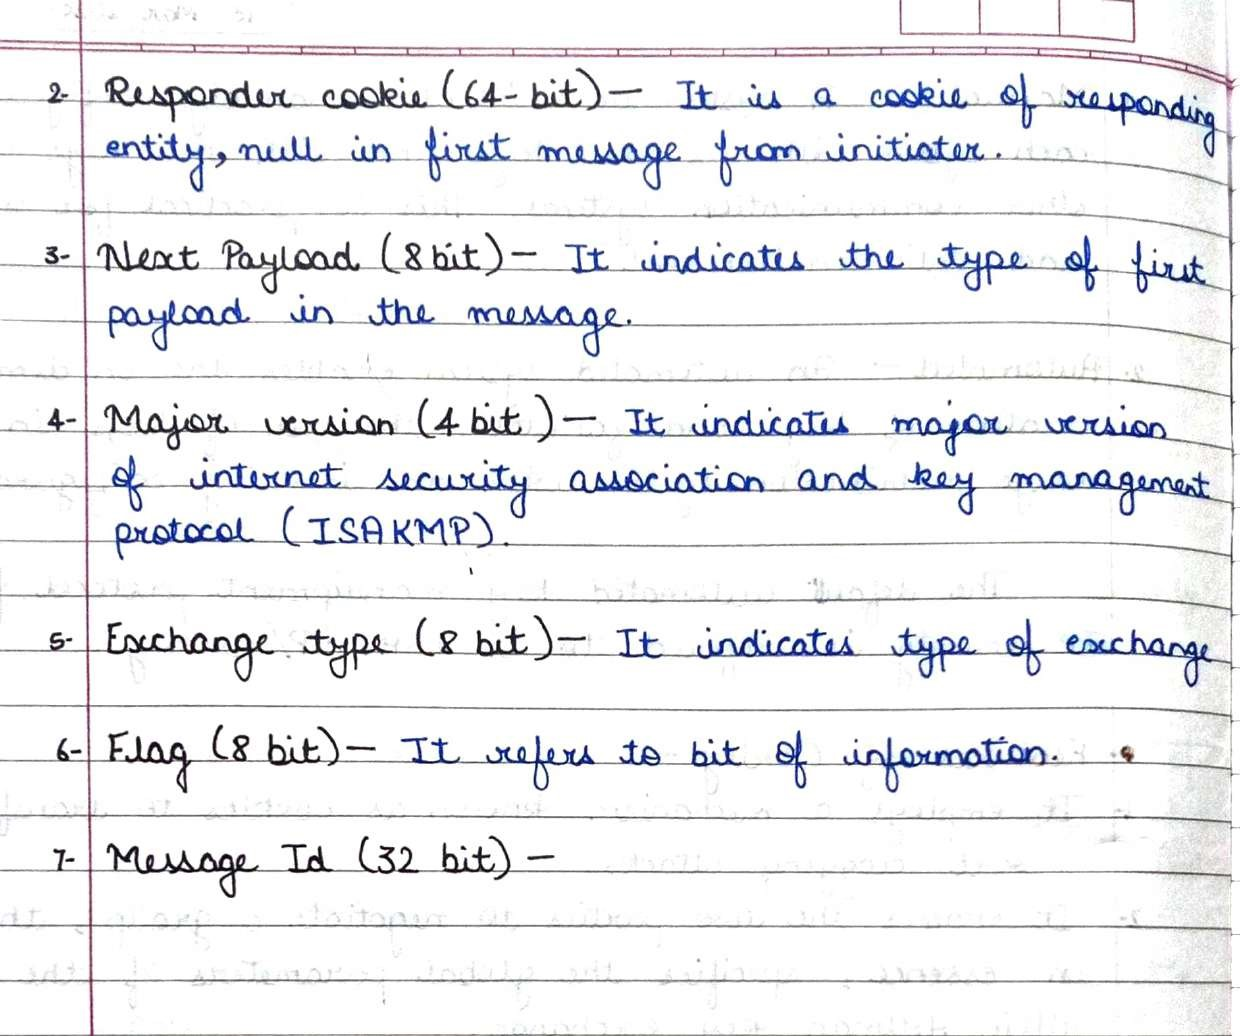 2- Responder cookie (64-bit) – It is a cookie of responding
entity, null in first message from initiater.
3- Next Payload (8 bit) – It indicates the type of first
payload in the message.
4- Major version (4 bit) – It indicates major version
of internet security association and key management
protocol (ISAKMP).
5- Exchange type (8 bit) – It indicates type of exchange
6- Flag (8 bit) – It refers to bit of information.
7- Message Id (32 bit) –